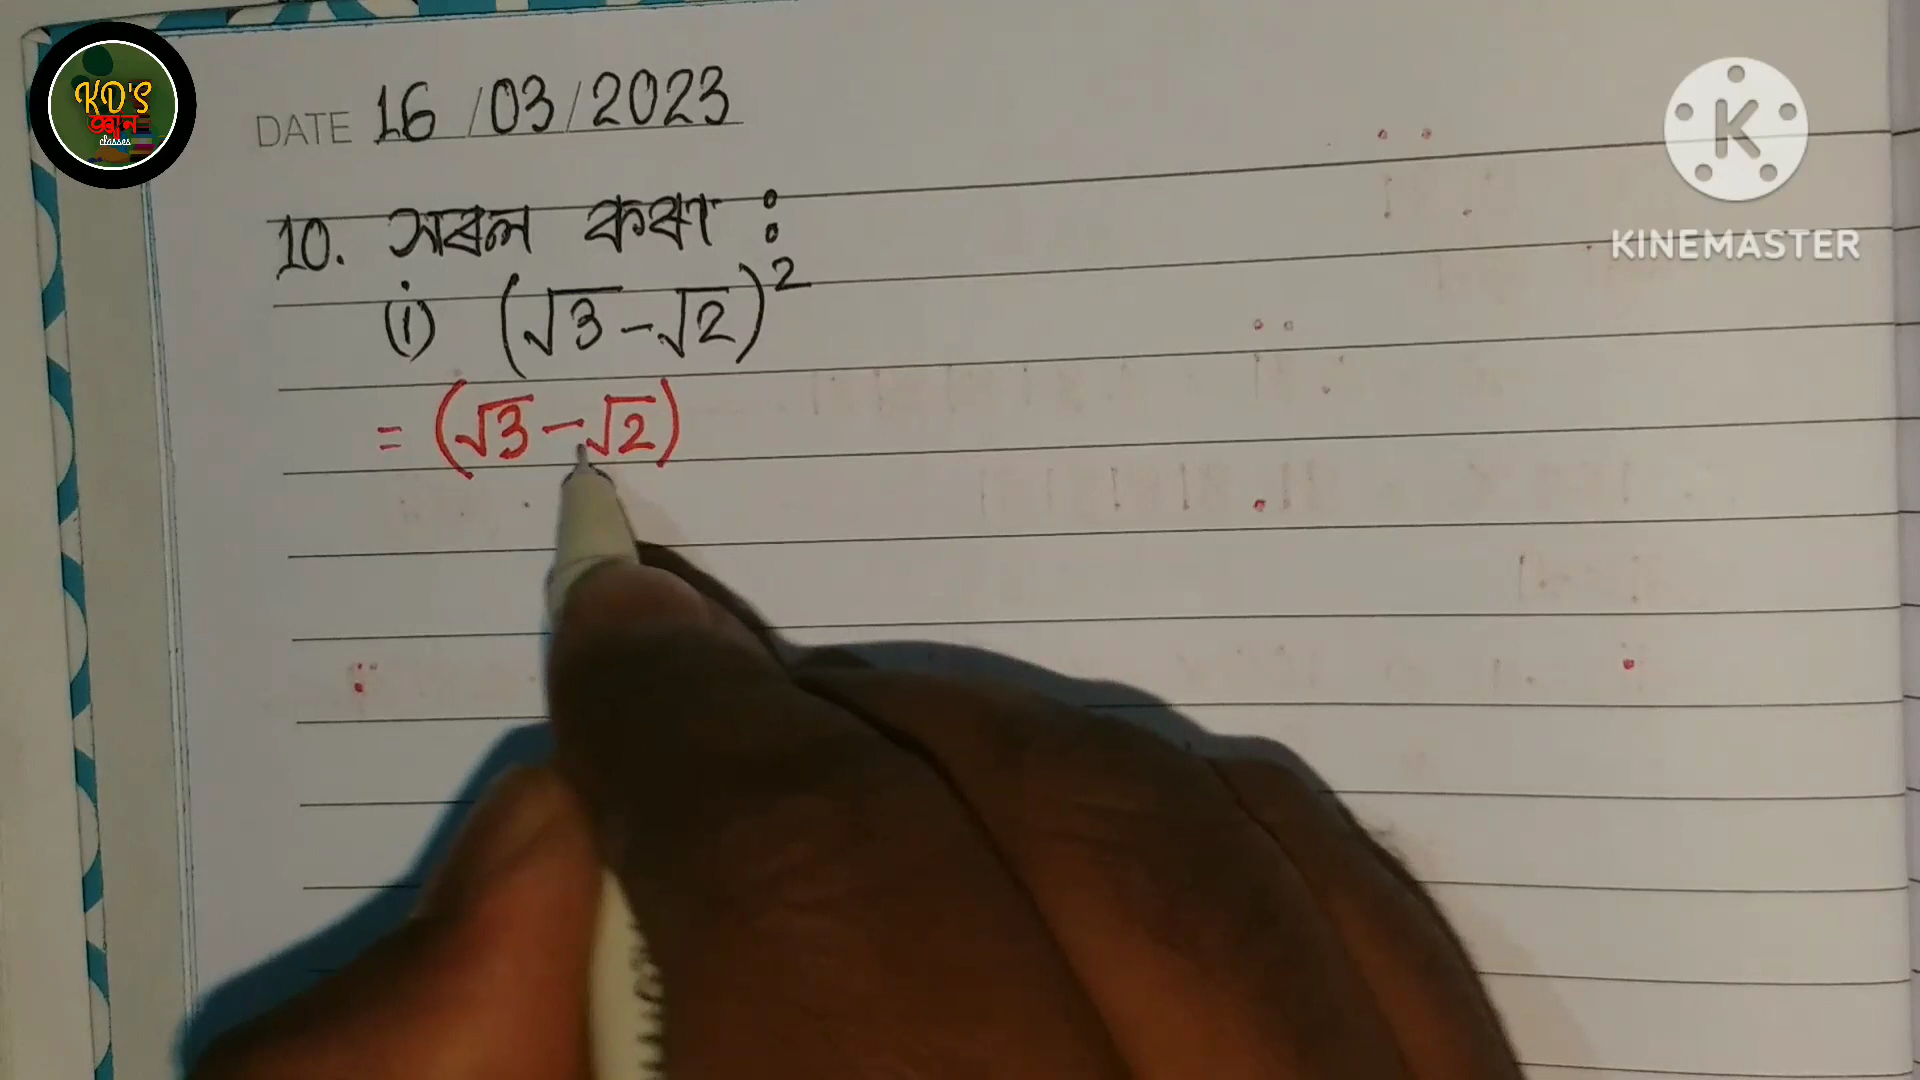 KD'S
জ্ঞান
classes
DATE 16/03/2023
K
KINEMASTER
10. সৰল কৰা :
(i) (√3-√2)²
= (√3-√2)